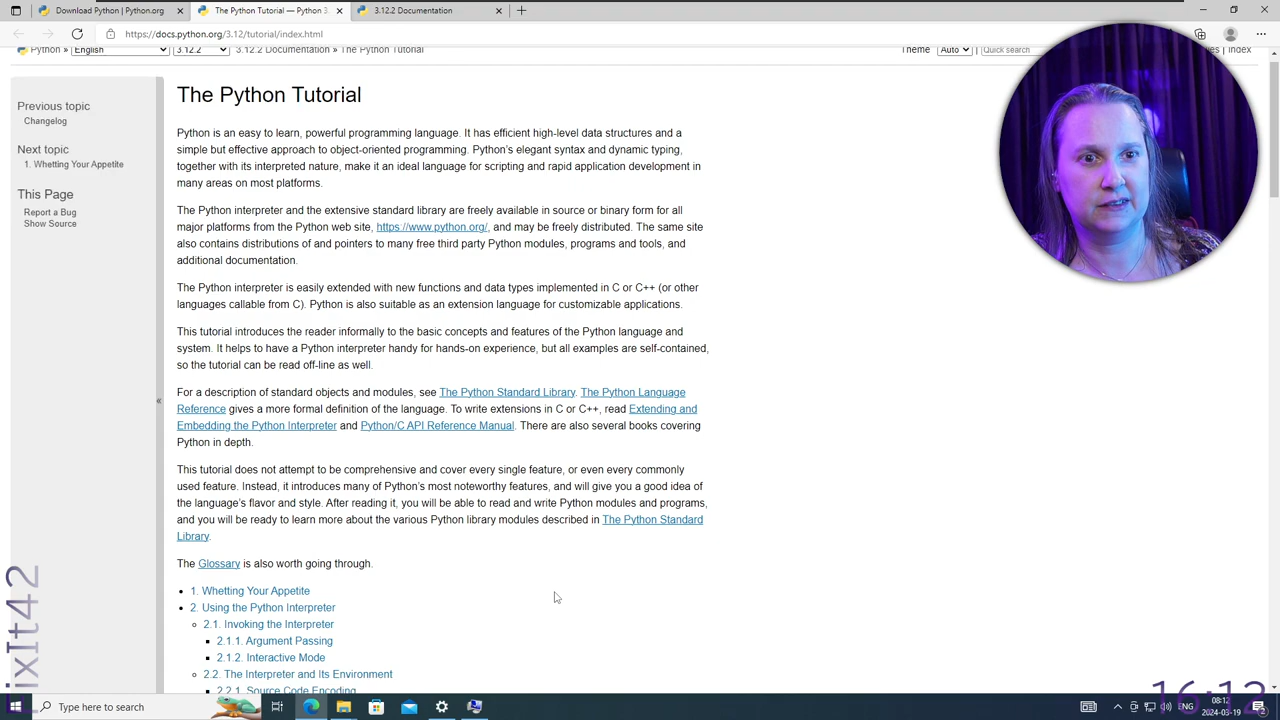 Download Python | Python.org
The Python Tutorial — Python 3.
3.12.2 Documentation
https://docs.python.org/3.12/tutorial/index.html
Python » English 3.12.2 3.12.2 Documentation » The Python Tutorial
Theme Auto | Quick search | Index
Previous topic
Changelog
Next topic
1. Whetting Your Appetite
This Page
Report a Bug
Show Source
«
The Python Tutorial
Python is an easy to learn, powerful programming language. It has efficient high-level data structures and a
simple but effective approach to object-oriented programming. Python's elegant syntax and dynamic typing,
together with its interpreted nature, make it an ideal language for scripting and rapid application development in
many areas on most platforms.
The Python interpreter and the extensive standard library are freely available in source or binary form for all
major platforms from the Python web site, https://www.python.org/, and may be freely distributed. The same site
also contains distributions of and pointers to many free third party Python modules, programs and tools, and
additional documentation.
The Python interpreter is easily extended with new functions and data types implemented in C or C++ (or other
languages callable from C). Python is also suitable as an extension language for customizable applications.
This tutorial introduces the reader informally to the basic concepts and features of the Python language and
system. It helps to have a Python interpreter handy for hands-on experience, but all examples are self-contained,
so the tutorial can be read off-line as well.
For a description of standard objects and modules, see The Python Standard Library. The Python Language
Reference gives a more formal definition of the language. To write extensions in C or C++, read Extending and
Embedding the Python Interpreter and Python/C API Reference Manual. There are also several books covering
Python in depth.
This tutorial does not attempt to be comprehensive and cover every single feature, or even every commonly
used feature. Instead, it introduces many of Python's most noteworthy features, and will give you a good idea of
the language's flavor and style. After reading it, you will be able to read and write Python modules and programs,
and you will be ready to learn more about the various Python library modules described in The Python Standard
Library.
The Glossary is also worth going through.
1. Whetting Your Appetite
2. Using the Python Interpreter
2.1. Invoking the Interpreter
2.1.1. Argument Passing
2.1.2. Interactive Mode
2.2. The Interpreter and Its Environment
2.2.1. Source Code Encoding
FixIt42
16:12
Type here to search
ENG
08:12
2024-03-19